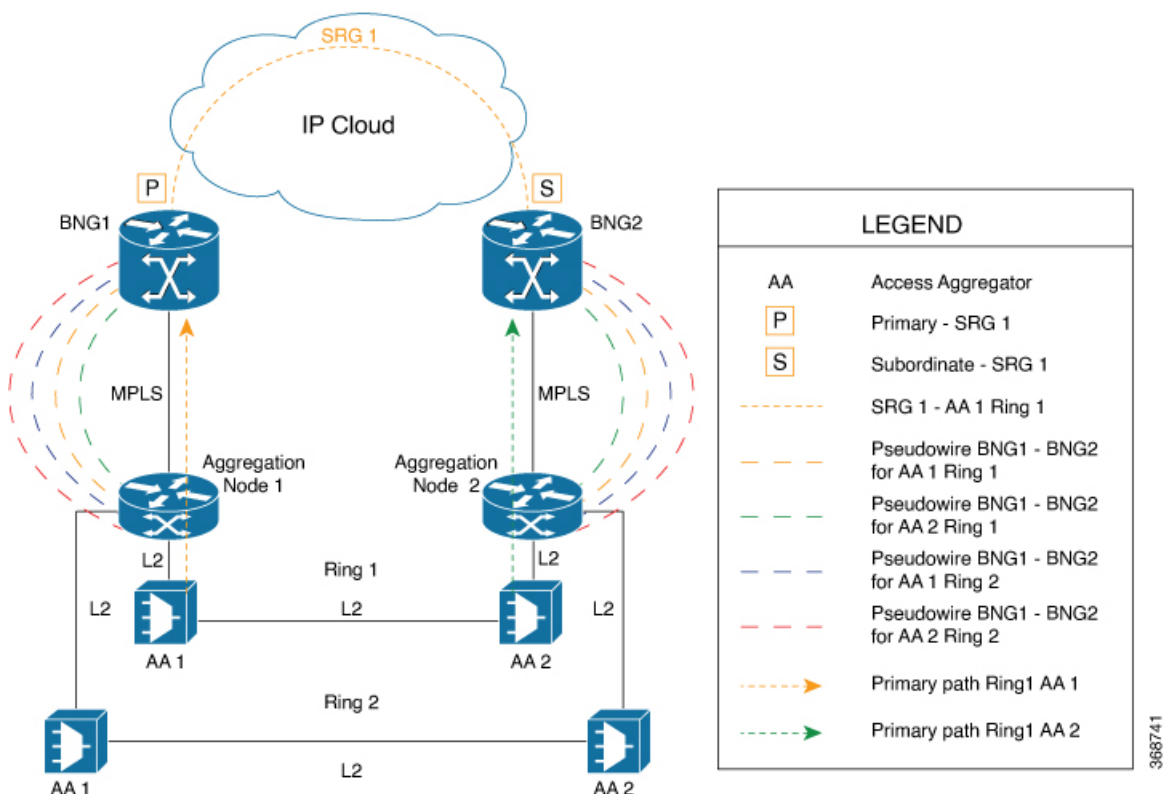 SRG 1
IP Cloud
P
S
BNG1
BNG2
MPLS
MPLS
Aggregation
Node 1
Aggregation
Node 2
L2
L2
Ring 1
L2
L2
L2
AA 1
AA 2
Ring 2
L2
AA 1
AA 2
LEGEND
AA Access Aggregator
P Primary - SRG 1
S Subordinate - SRG 1
SRG 1 - AA 1 Ring 1
Pseudowire BNG1 - BNG2
for AA 1 Ring 1
Pseudowire BNG1 - BNG2
for AA 2 Ring 1
Pseudowire BNG1 - BNG2
for AA 1 Ring 2
Pseudowire BNG1 - BNG2
for AA 2 Ring 2
Primary path Ring1 AA 1
Primary path Ring1 AA 2
368741